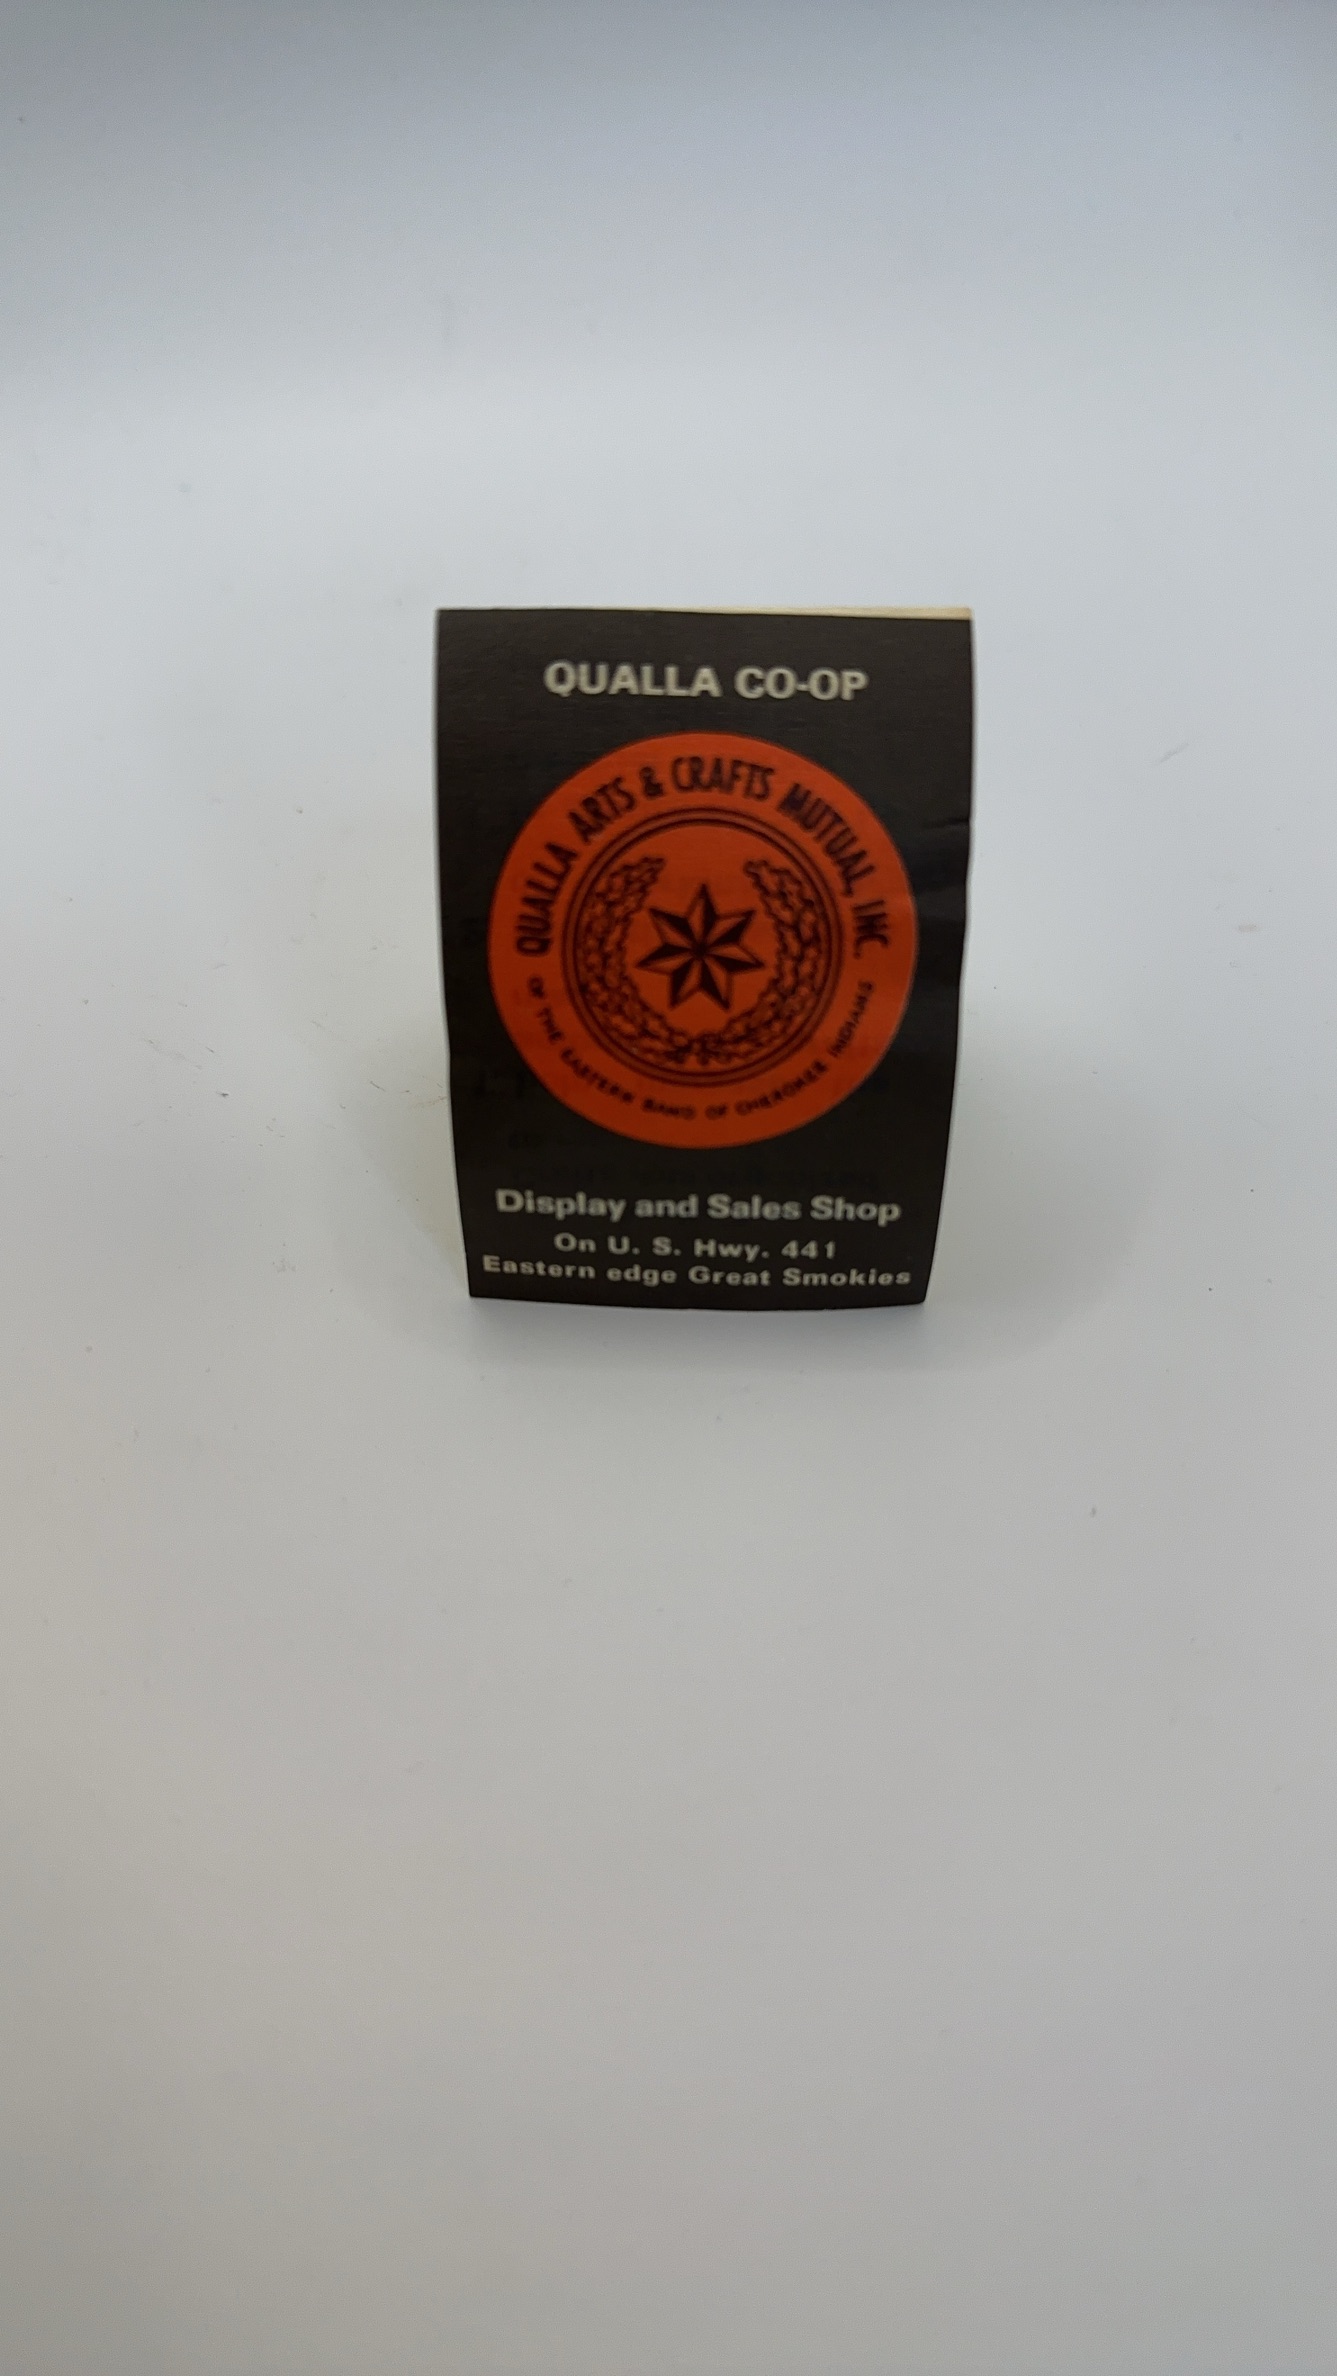 QUALLA CO-OP
QUALLA ARTS & CRAFTS MUTUAL, INC.
OF THE EASTERN BAND OF CHEROKEE INDIANS
Display and Sales Shop
On U. S. Hwy. 441
Eastern edge Great Smokies